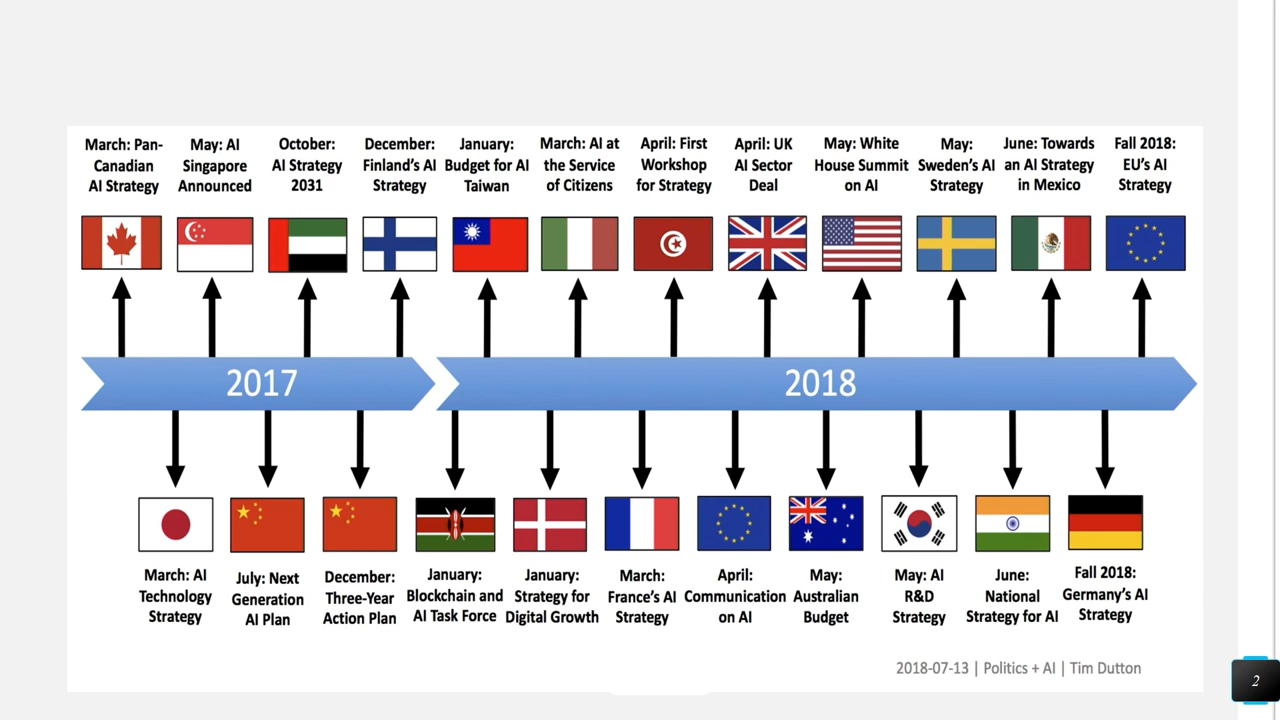 March: Pan-
Canadian
AI Strategy
May: AI
Singapore
Announced
October:
AI Strategy
2031
December:
Finland's AI
Strategy
January:
Budget for AI
Taiwan
March: AI at
the Service
of Citizens
April: First
Workshop
for Strategy
April: UK
AI Sector
Deal
May: White
House Summit
on AI
May:
Sweden's AI
Strategy
June: Towards
an AI Strategy
in Mexico
Fall 2018:
EU's AI
Strategy
2017
2018
March: AI
Technology
Strategy
July: Next
Generation
AI Plan
December:
Three-Year
Action Plan
January:
Blockchain and
AI Task Force
January:
Strategy for
Digital Growth
March:
France's AI
Strategy
April:
Communication
on AI
May:
Australian
Budget
May: AI
R&D
Strategy
June:
National
Strategy for AI
Fall 2018:
Germany's AI
Strategy
2018-07-13 | Politics + AI | Tim Dutton
2